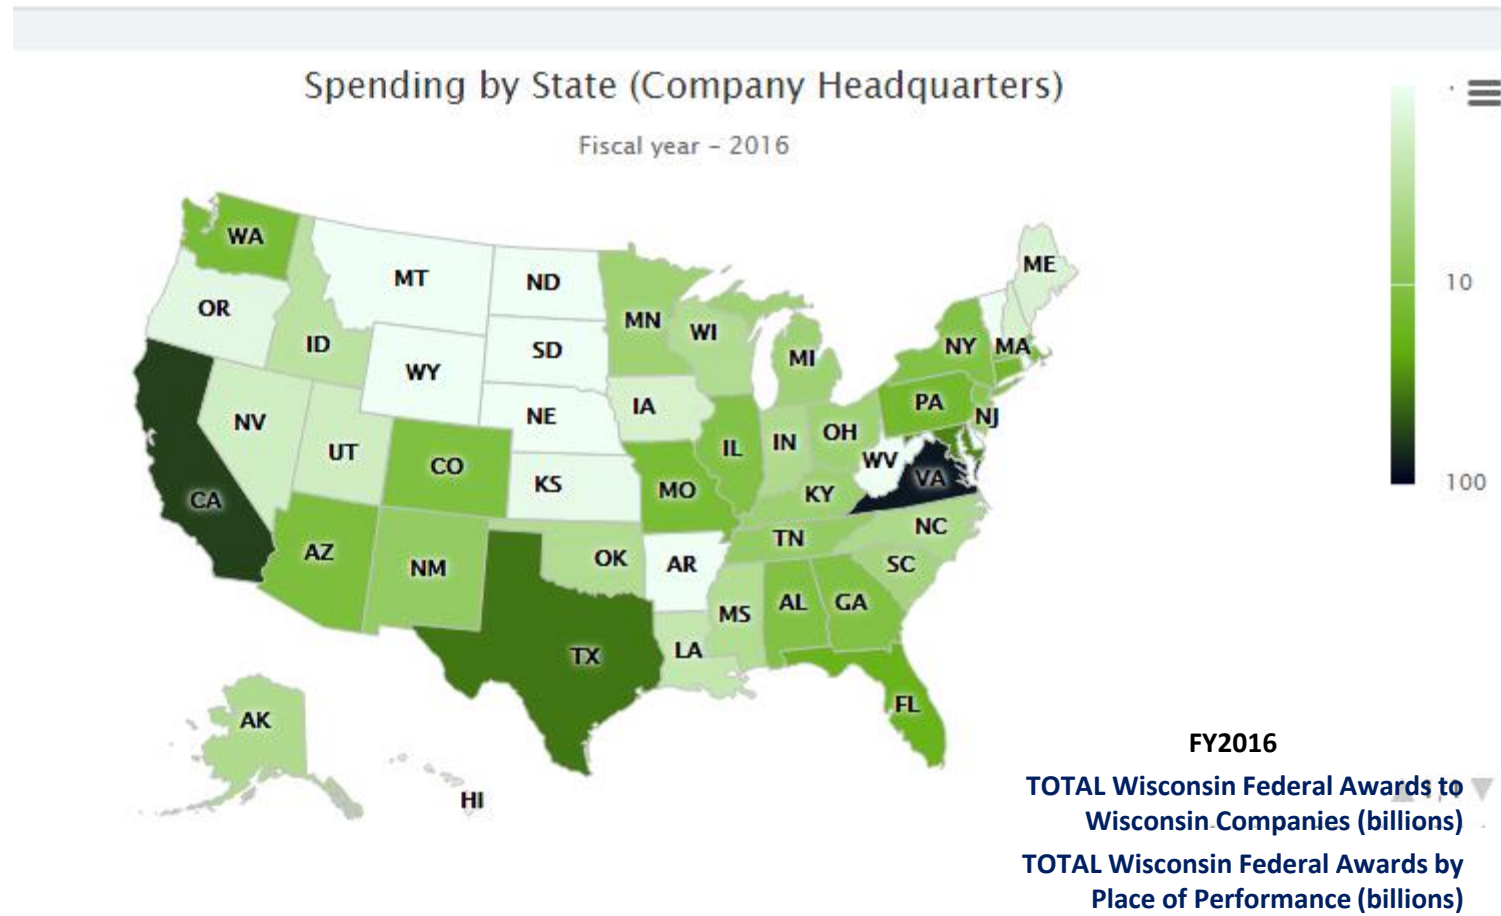 Spending by State (Company Headquarters)
Fiscal year - 2016
10
100
WA
MT
ND
ME
OR
MN
WI
ID
SD
MI
NY
MA
WY
IA
NE
PA
NJ
NV
UT
CO
IL
IN
OH
WV
VA
KS
MO
KY
CA
NC
AZ
NM
OK
AR
TN
SC
MS
AL
GA
TX
LA
FL
AK
HI
FY2016
TOTAL Wisconsin Federal Awards to
Wisconsin Companies (billions)
TOTAL Wisconsin Federal Awards by
Place of Performance (billions)